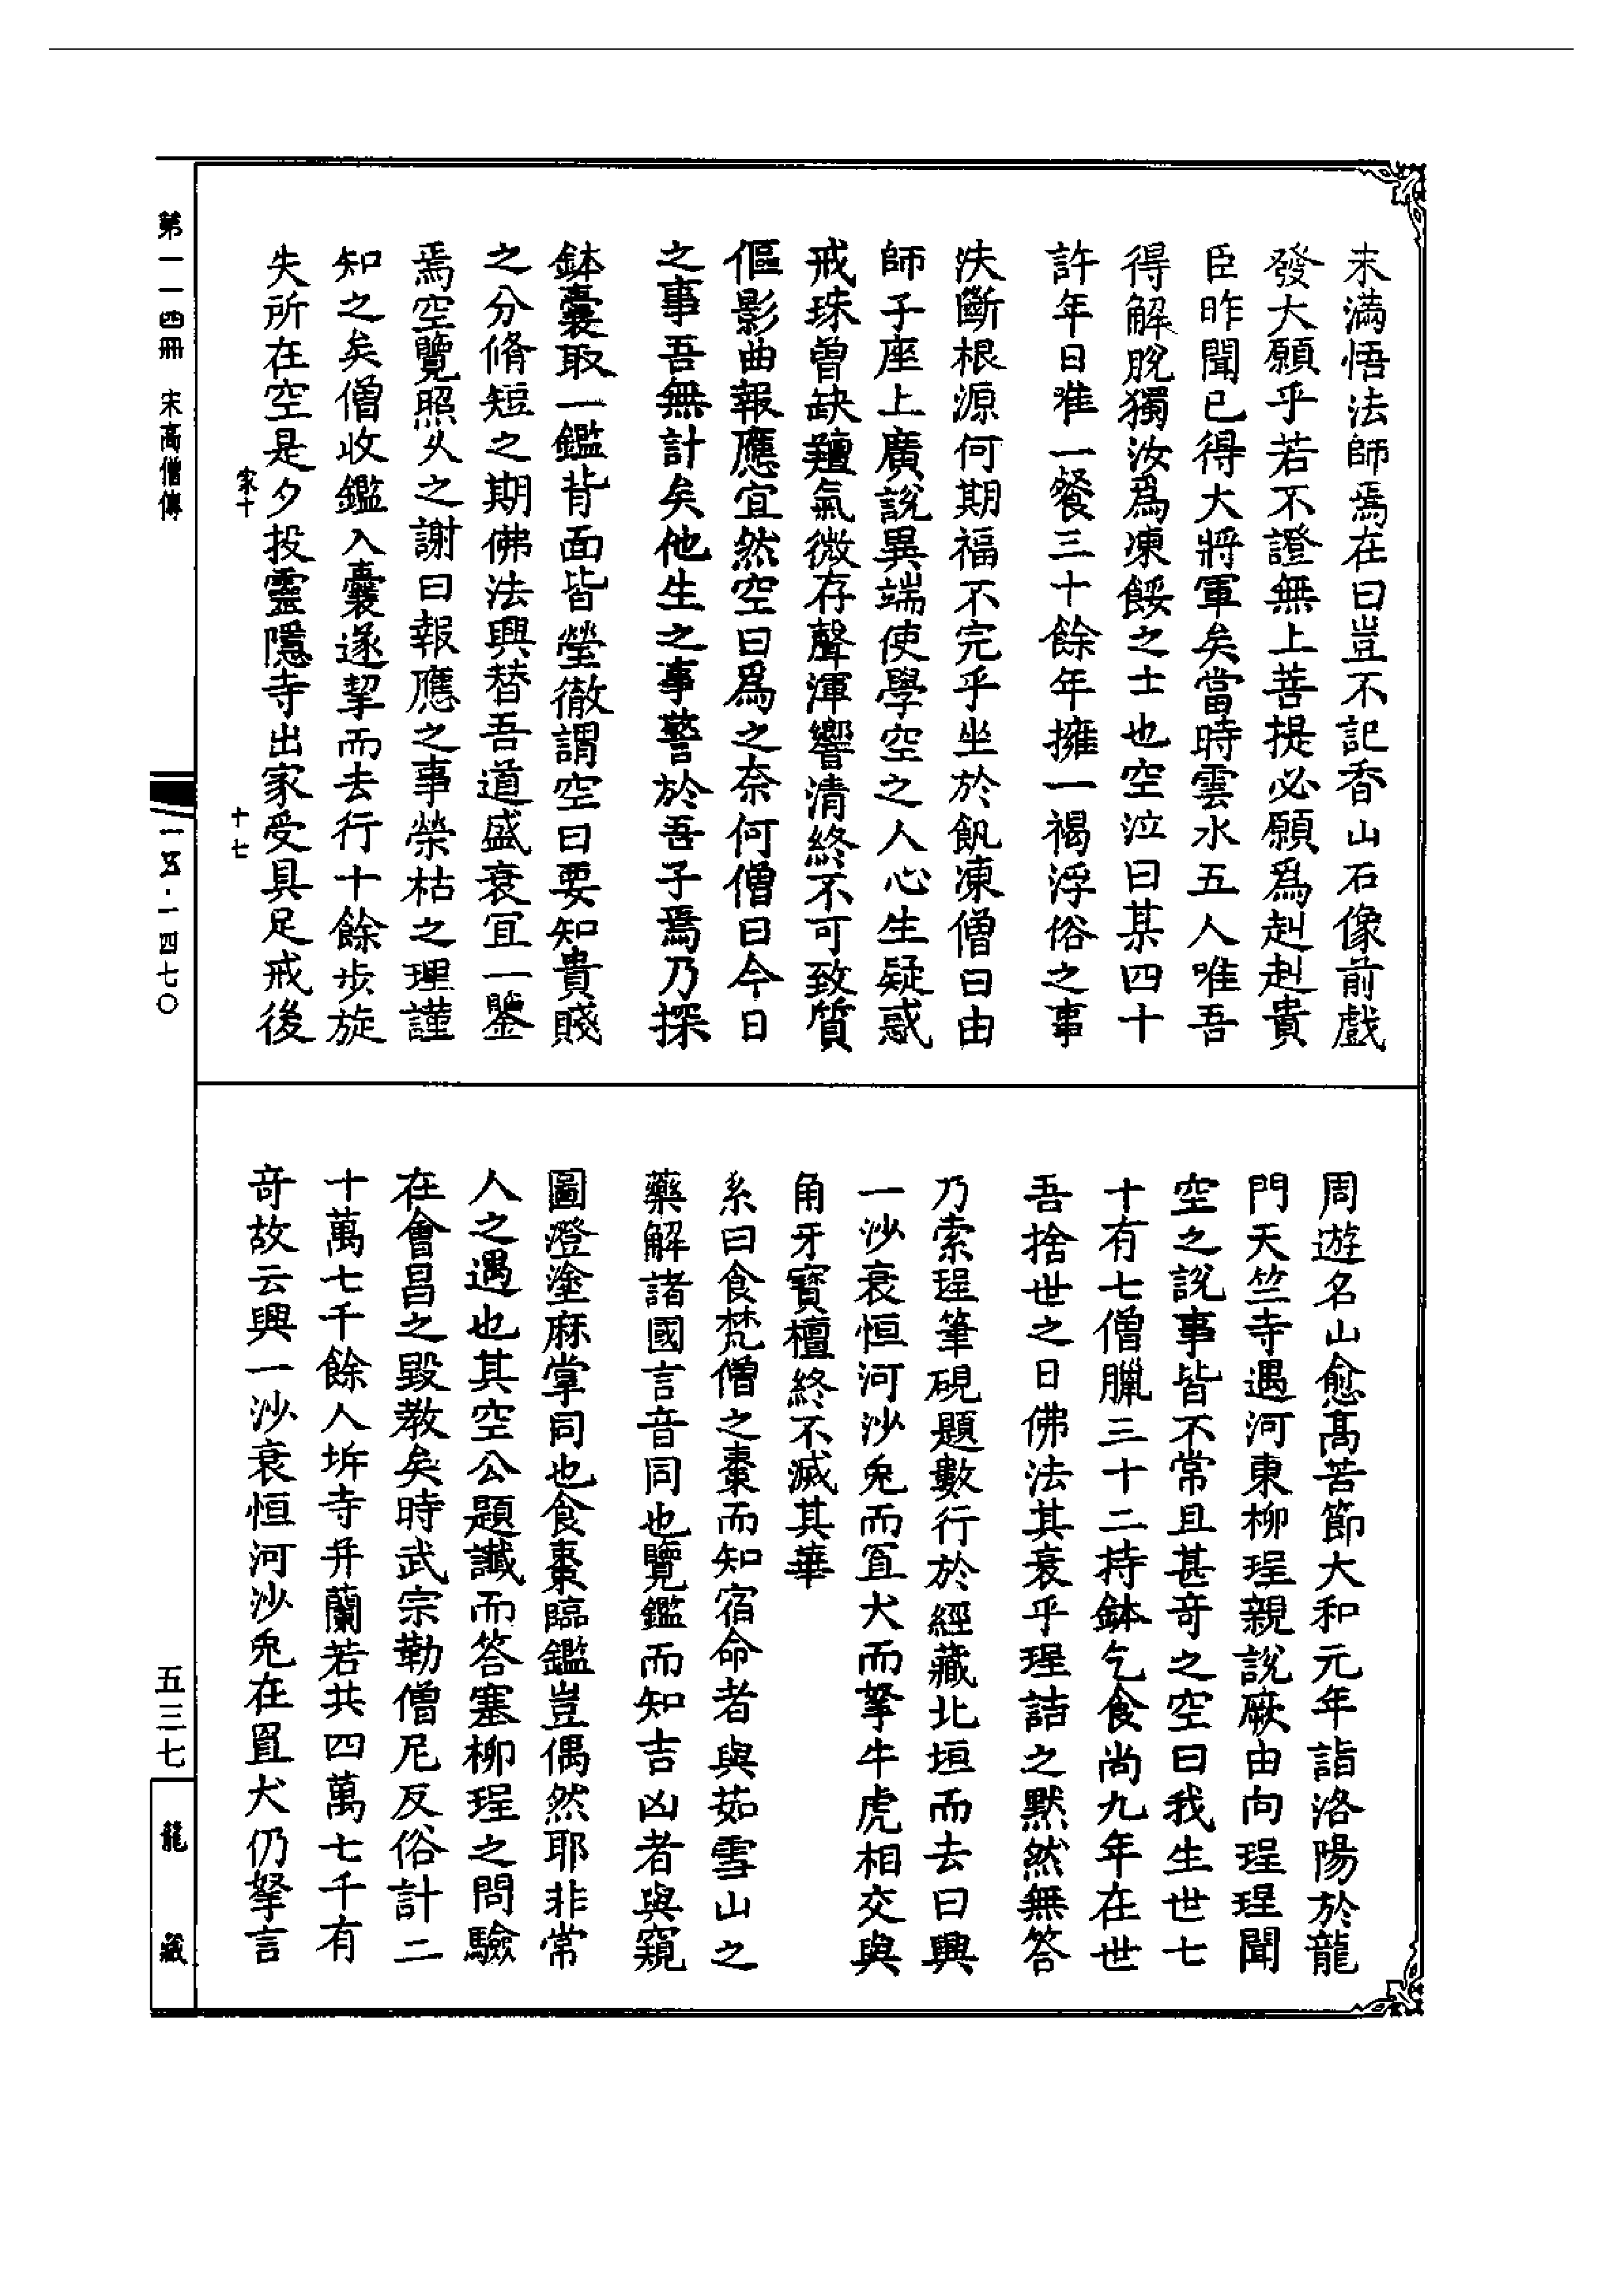 未滿悟法師焉在曰豈不記香山石像前戲
發大願乎若不證無上菩提必願爲赳赳貴
臣昨聞已得大將軍矣當時雲水五人唯吾
得解脫獨汝爲凍餒之士也空泣曰某四十
許年日唯一餐三十餘年擁一褐浮俗之事
決斷根源何期福不完乎坐於飢凍僧曰由
師子座上廣說異端使學空之人心生疑惑
戒珠曾缺羶氣微存聲渾響清終不可致質
傴影曲報應宜然空曰爲之奈何僧曰今日
之事吾無計矣他生之事警於吾子焉乃探
鉢囊取一鑑背面皆瑩徹謂空曰要知貴賤
之分脩短之期佛法興替吾道盛衰宜一鑒
焉空覽照乆之謝曰報應之事榮枯之理謹
知之矣僧收鑑入囊遂挈而去行十餘步旋
失所在空是夕投靈隱寺出家受具足戒後
家十
十七
周遊名山愈高苦節大和元年詣洛陽於龍
門天竺寺遇河東柳珵親說厥由向珵珵聞
空之說事皆不常且甚竒之空曰我生世七
十有七僧臘三十二持鉢乞食尚九年在世
吾捨世之日佛法其衰乎珵詰之默然無答
乃索珵筆硯題數行於經藏北垣而去曰興
一沙衰恒河沙兔而罝犬而拏牛虎相交與
角牙寶檀終不滅其華
系曰食梵僧之棗而知宿命者與茹雪山之
藥解諸國言音同也覽鑑而知吉凶者與窺
圖澄塗麻掌同也食棗臨鑑豈偶然耶非常
人之遇也其空公題讖而答塞柳珵之問驗
在會昌之毀教矣時武宗勒僧尼反俗計二
十萬七千餘人坼寺并蘭若共四萬七千有
竒故云興一沙衰恒河沙兔在罝犬仍拏言
第一一四冊 宋高僧傳
一五·一四七〇
五三七
龍藏